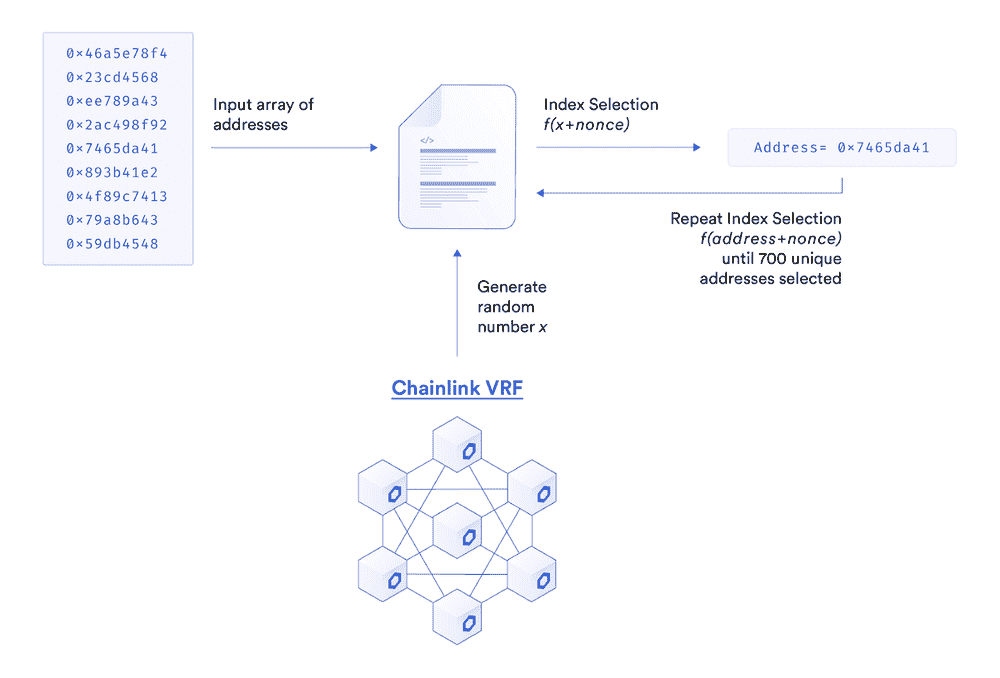 0×46a5e78f4
0×23cd4568
0×ee789a43
0×2ac498f92
0×7465da41
0×893b41e2
0×4f89c7413
0×79a8b643
0×59db4548
Input array of
addresses
</>
Index Selection
f(x+nonce)
Address= 0×7465da41
Repeat Index Selection
f(address+nonce)
until 700 unique
addresses selected
Generate
random
number x
Chainlink VRF